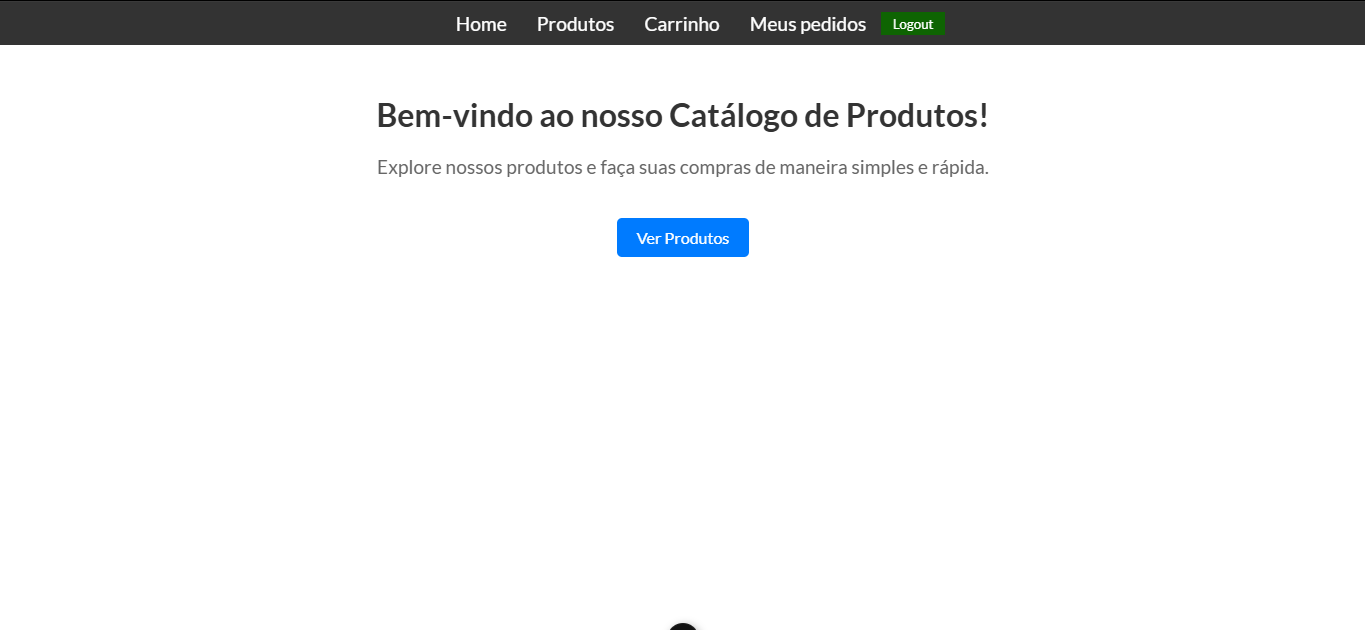 Home Produtos Carrinho Meus pedidos Logout
Bem-vindo ao nosso Catálogo de Produtos!
Explore nossos produtos e faça suas compras de maneira simples e rápida.
Ver Produtos